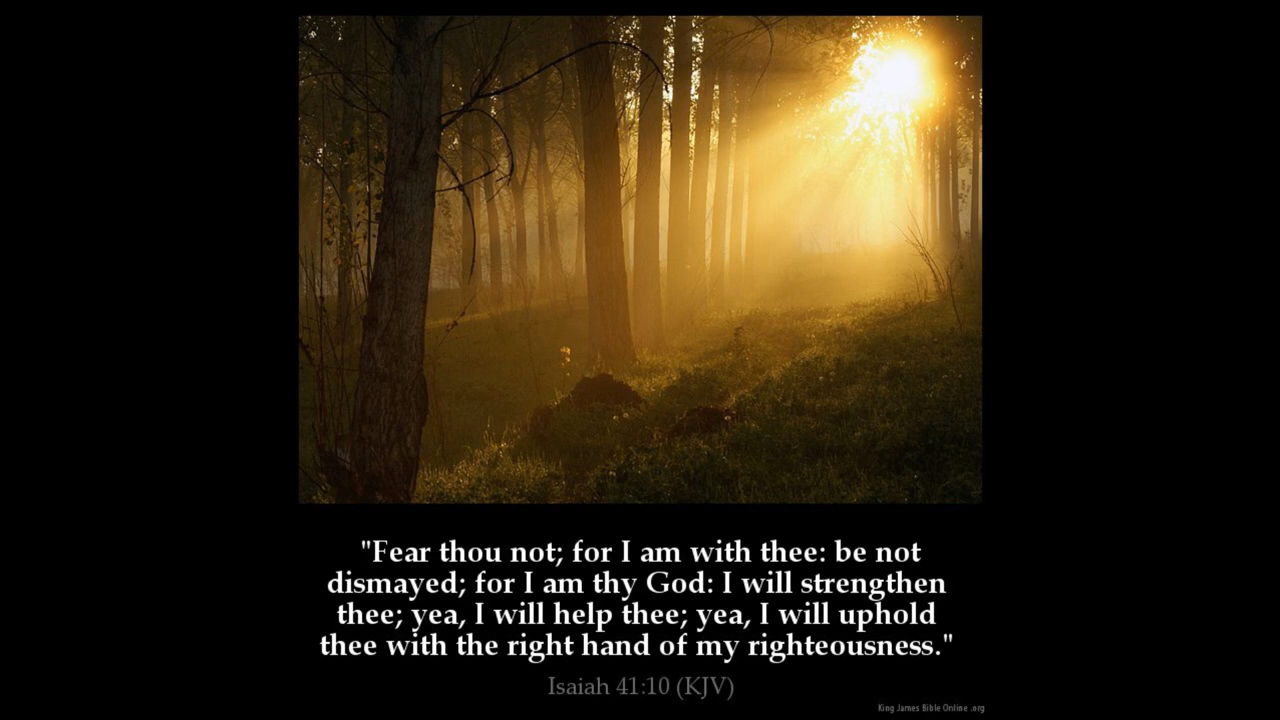 "Fear thou not; for I am with thee: be not
dismayed; for I am thy God: I will strengthen
thee; yea, I will help thee; yea, I will uphold
thee with the right hand of my righteousness."
Isaiah 41:10 (KJV)
King James Bible Online .org